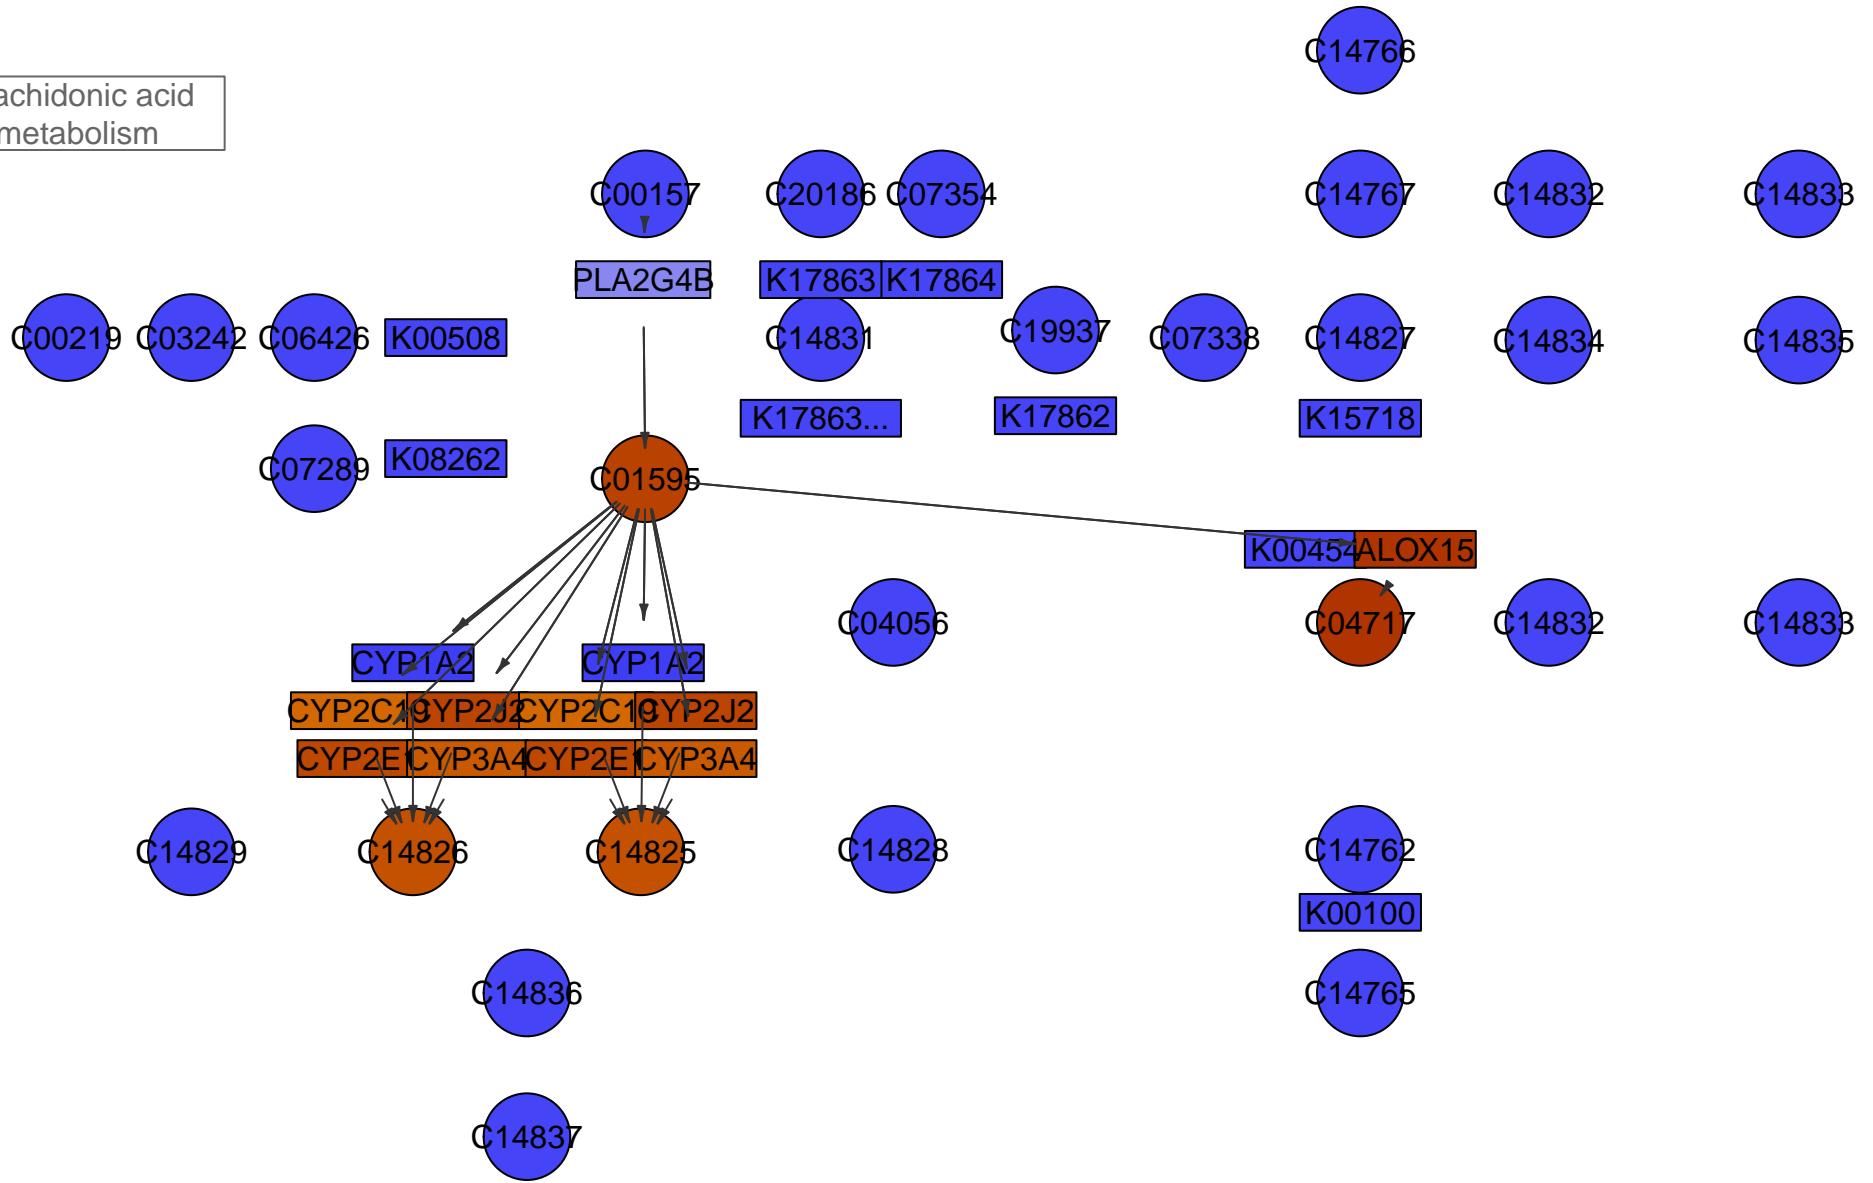 C14766
achidonic acid
metabolism
C00157
C20186
C07354
C14767
C14832
C14833
PLA2G4B
K17863
K17864
C00219
C03242
C06426
K00508
C14831
C19937
C07338
C14827
C14834
C14835
K17863...
K17862
K15718
C07289
K08262
C01595
K00454
ALOX15
C04056
C04717
C14832
C14833
CYP1A2
CYP1A2
CYP2C19
CYP2J2
CYP2C19
CYP2J2
CYP2E1
CYP3A4
CYP2E1
CYP3A4
C14829
C14826
C14825
C14828
C14762
K00100
C14836
C14765
C14837